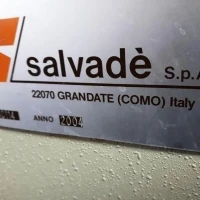 salvadè S.p.A
22070 GRANDATE (COMO) Italy
ANNO 2004